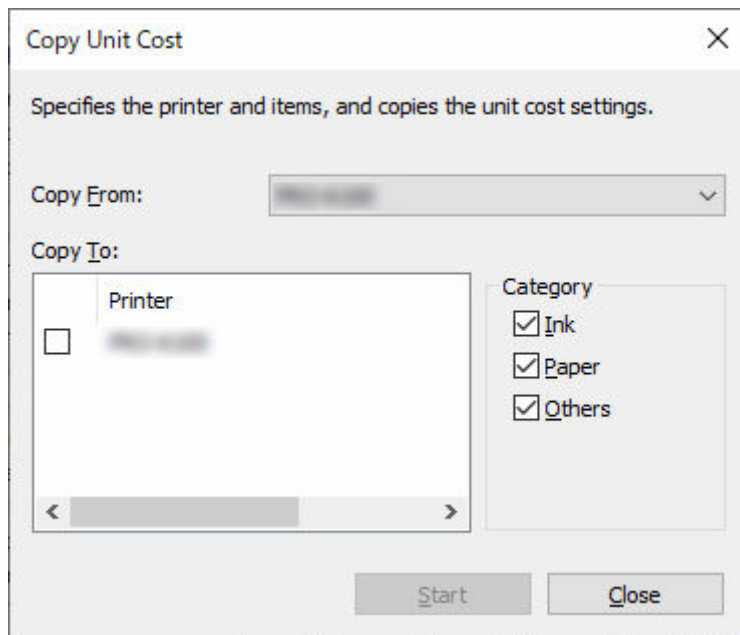 Copy Unit Cost
Specifies the printer and items, and copies the unit cost settings.
Copy From:
Copy To:
Printer
Category
Ink
Paper
Others
Start
Close